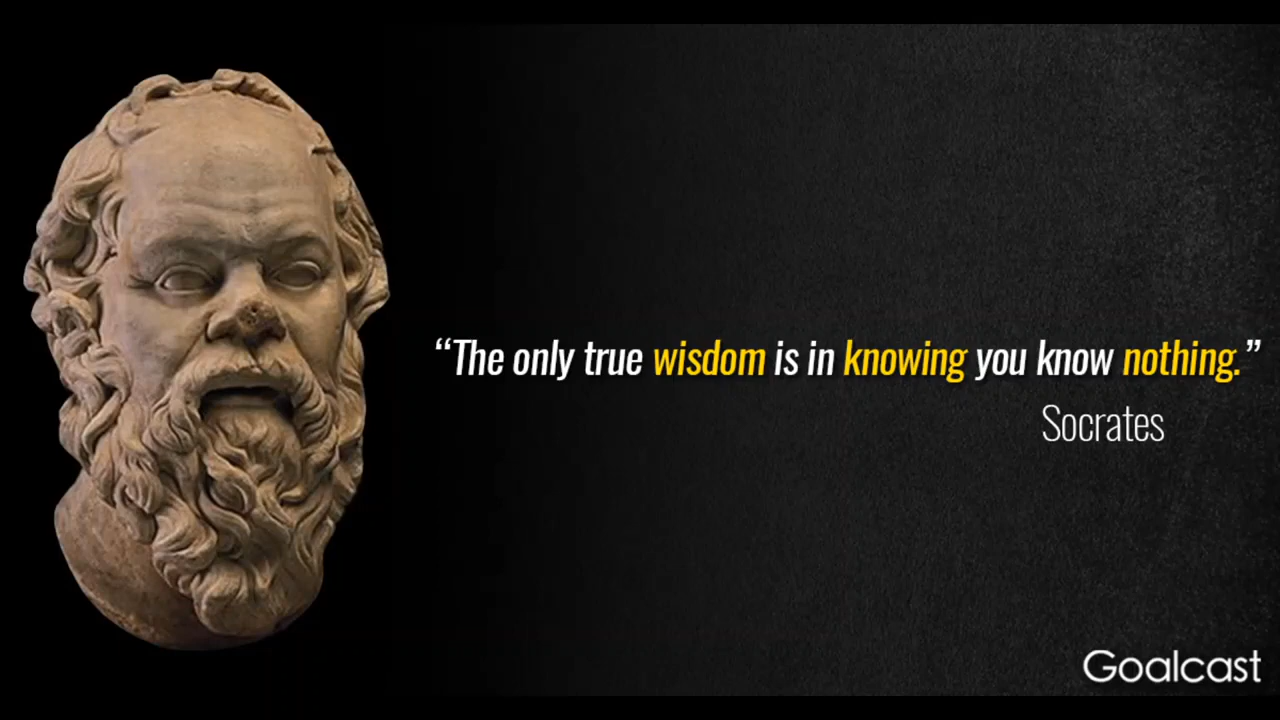 “The only true wisdom is in knowing you know nothing.”
Socrates
Goalcast